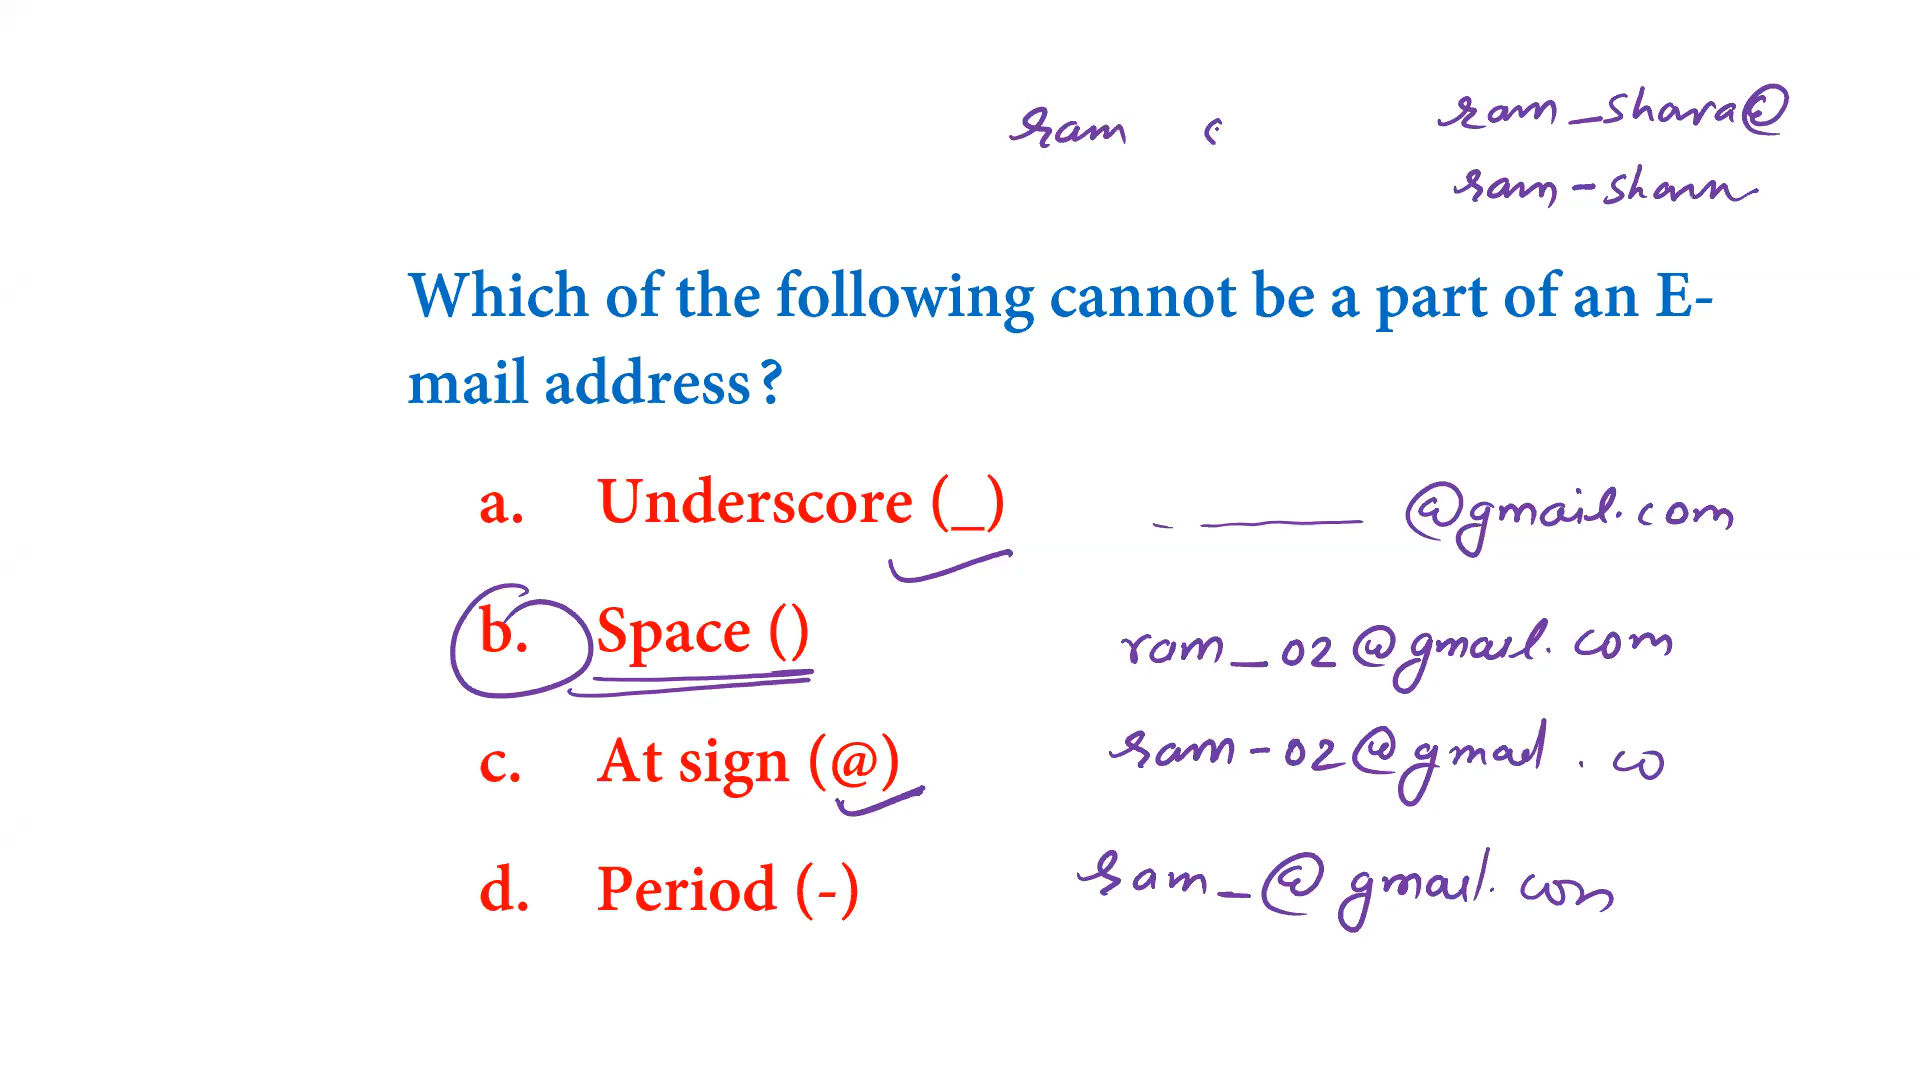 ram
ram_shara@
ram-sharm
Which of the following cannot be a part of an E-
mail address?
a. Underscore (_)
@gmail.com
b. Space ()
ram_02@gmail.com
c. At sign (@)
ram-02@gmail.co
d. Period (-)
ram_@gmail.com